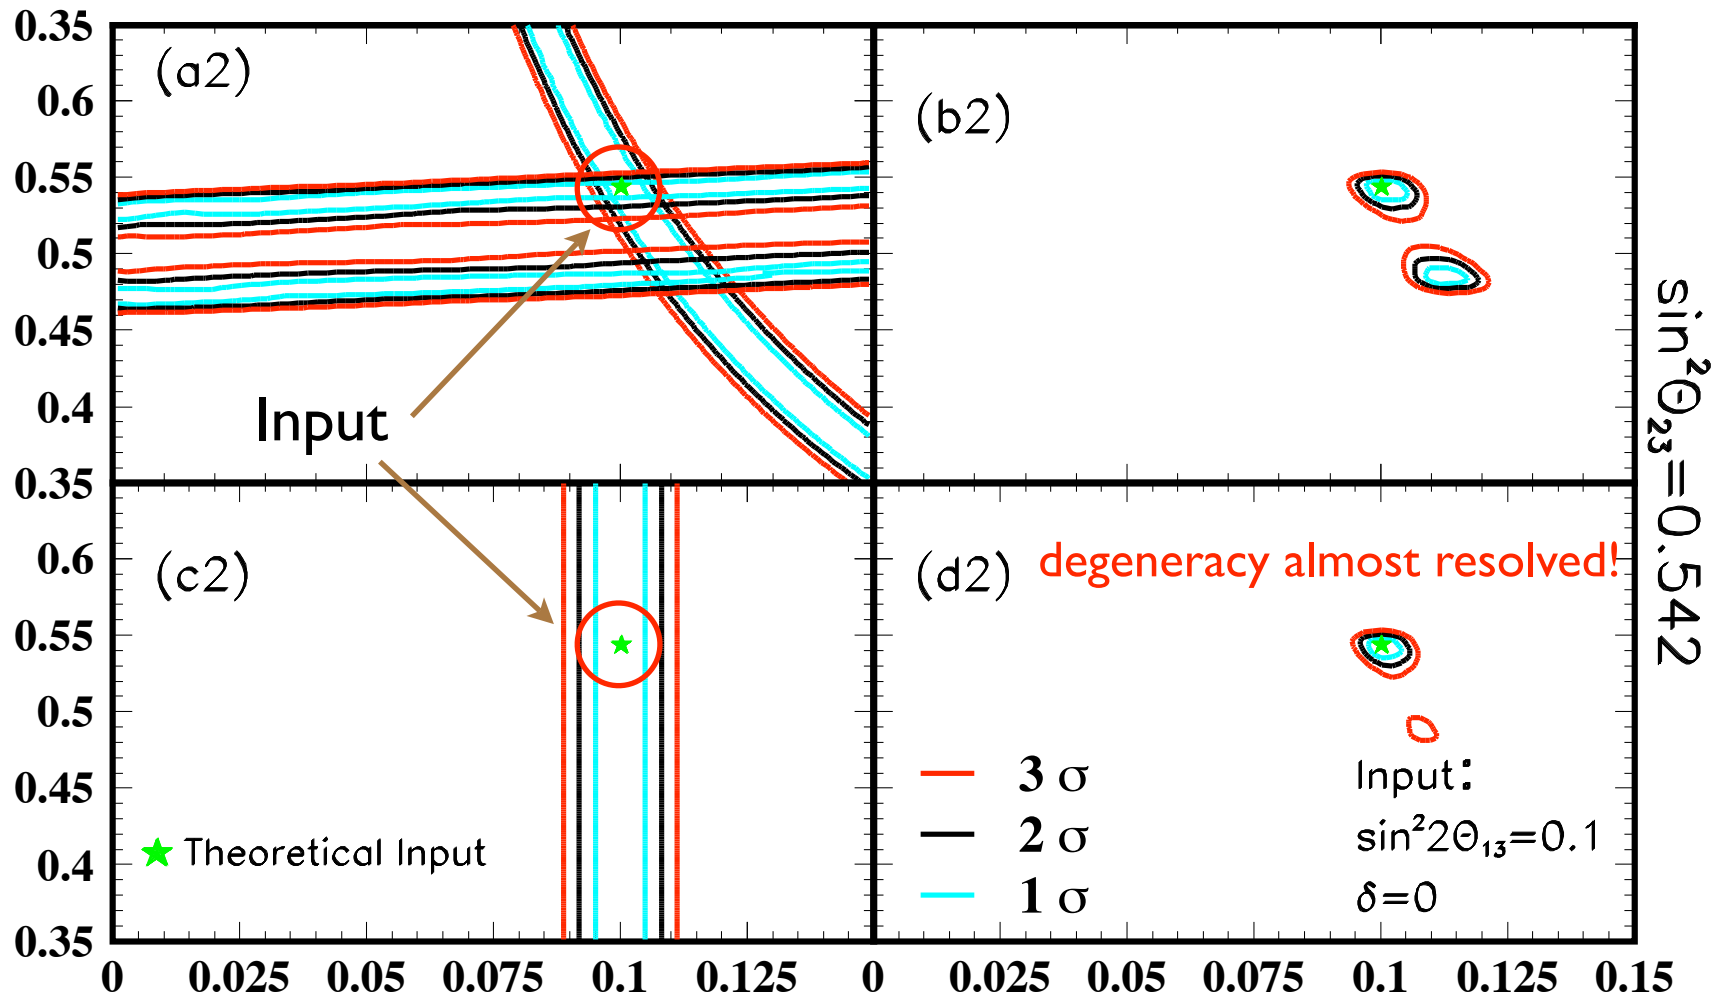 0.35
(a2)
0.6
0.55
0.5
0.45
0.4
Input
(b2)
sin²Θ₂₃=0.542
0.35
(c2)
0.6
0.55
0.5
0.45
0.4
0.35
★ Theoretical Input
(d2) degeneracy almost resolved!
3 σ
2 σ
1 σ
Input:
sin²2Θ₁₃=0.1
δ=0
0 0.025 0.05 0.075 0.1 0.125 0 0.025 0.05 0.075 0.1 0.125 0.15